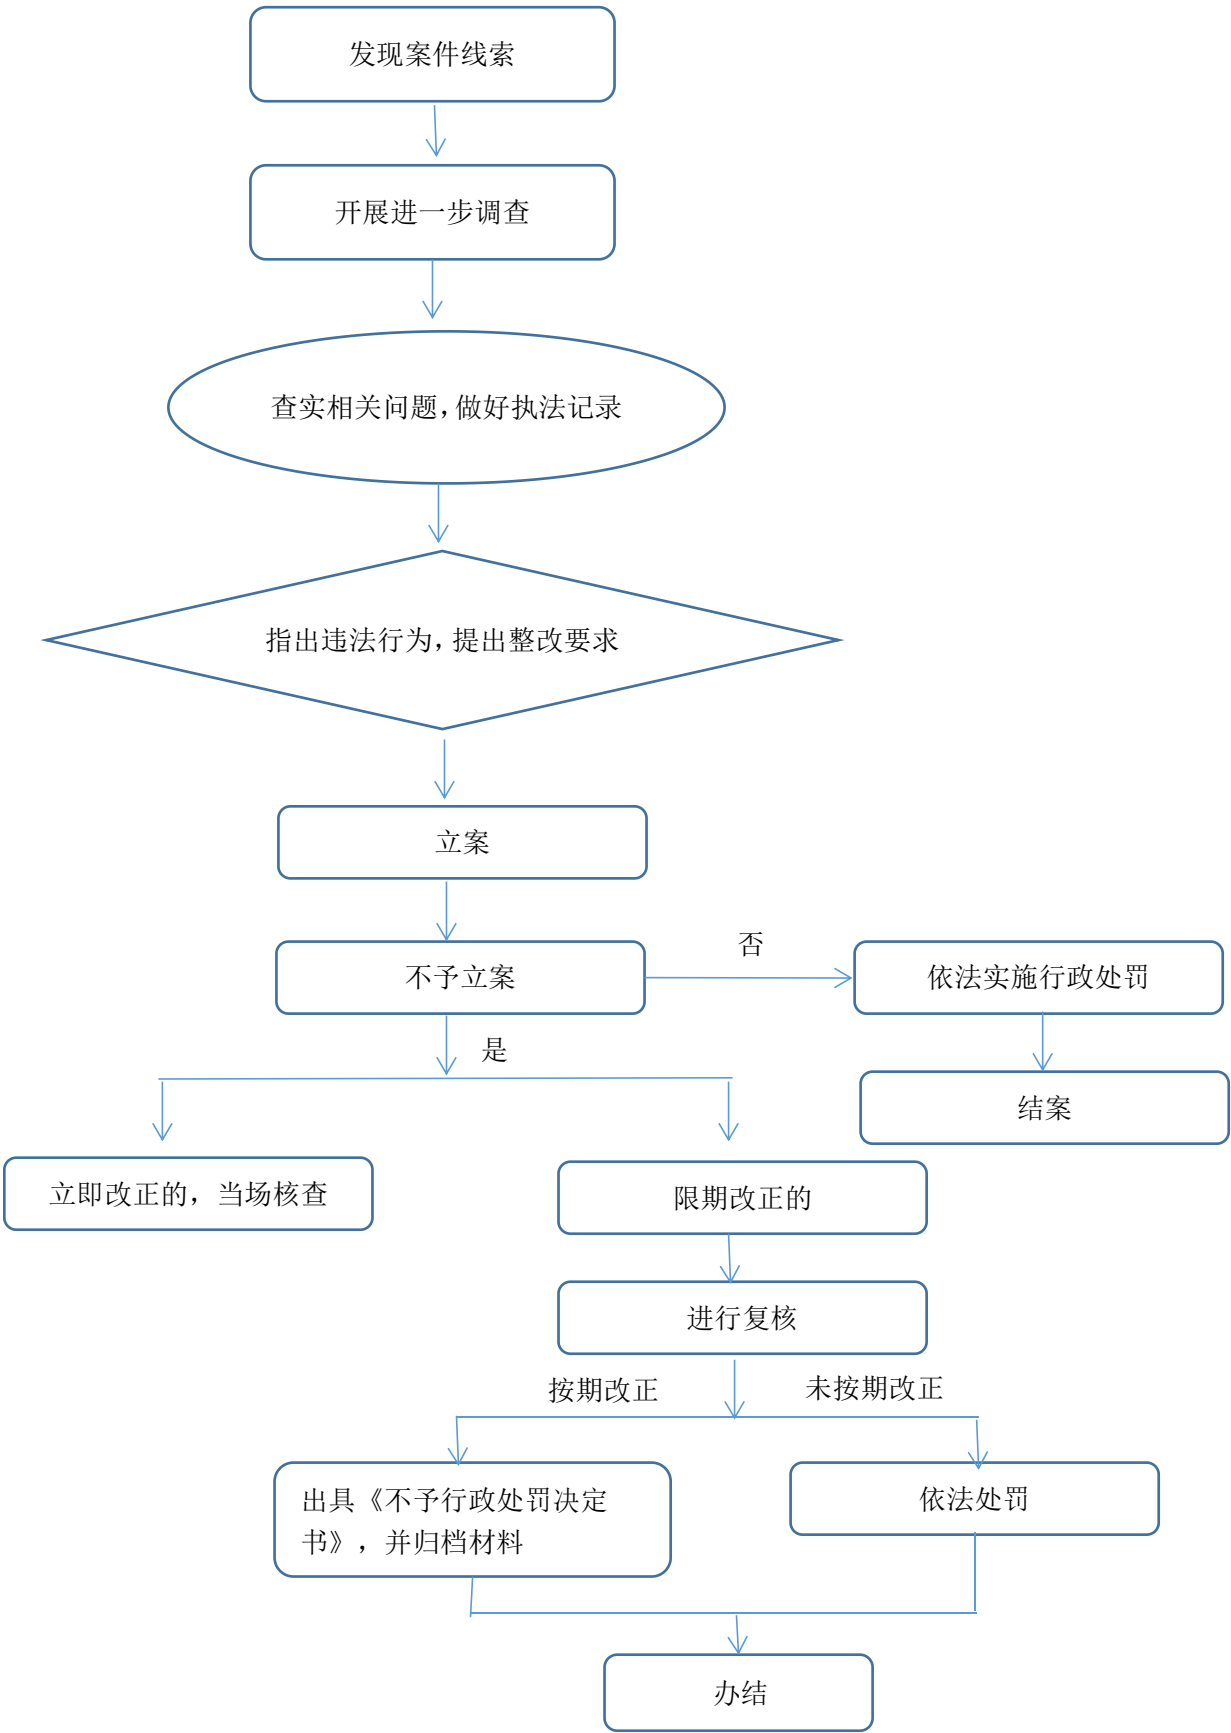 发现案件线索
开展进一步调查
查实相关问题，做好执法记录
指出违法行为，提出整改要求
立案
不予立案
否
依法实施行政处罚
是
结案
立即改正的，当场核查
限期改正的
进行复核
按期改正
未按期改正
出具《不予行政处罚决定
书》，并归档材料
依法处罚
办结